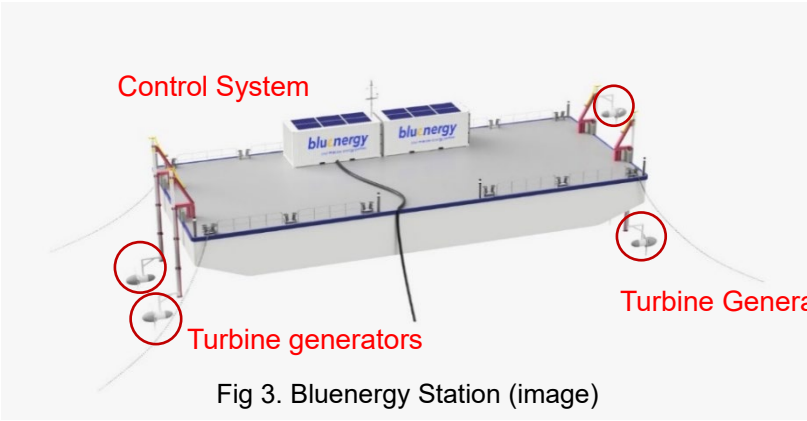 Control System
bluenergy
bluenergy
Turbine Genera
Turbine generators
Fig 3. Bluenergy Station (image)